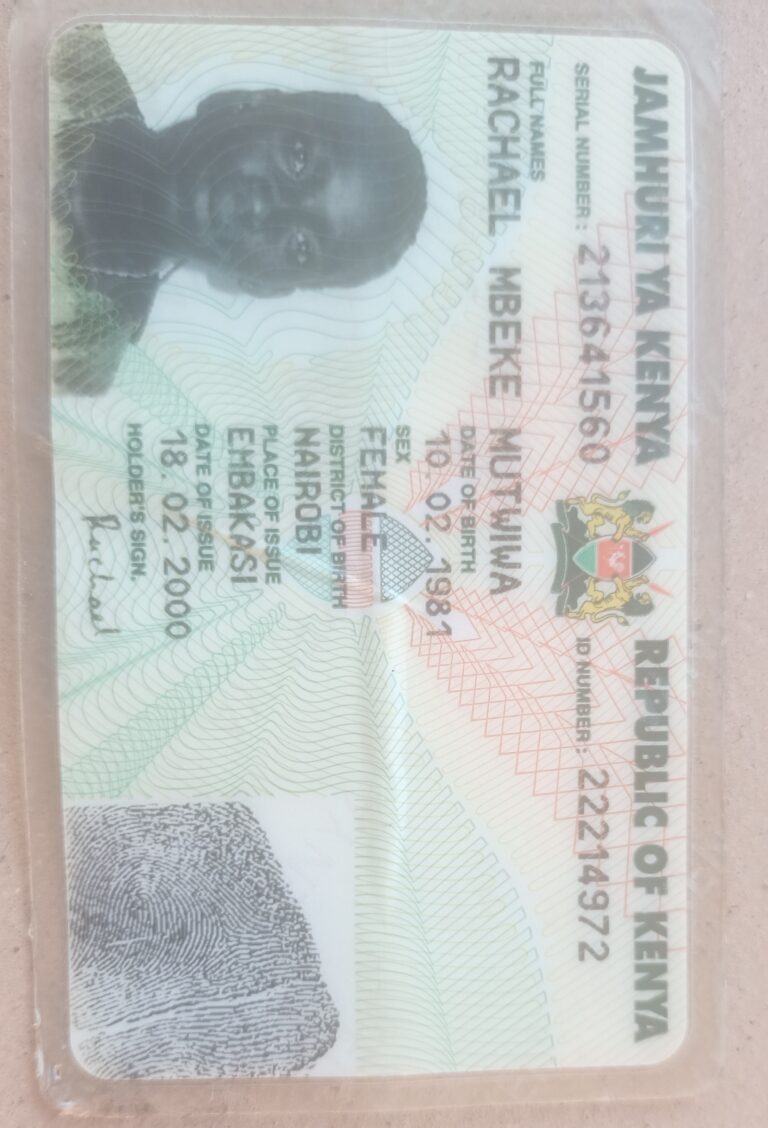 JAMHURI YA KENYA REPUBLIC OF KENYA
SERIAL NUMBER: 213641560 ID NUMBER: 22214972
FULL NAMES
RACHAEL MBEKE MUTWIWA
DATE OF BIRTH
10. 02. 1981
SEX
FEMALE
DISTRICT OF BIRTH
NAIROBI
PLACE OF ISSUE
EMBAKASI
DATE OF ISSUE
18. 02. 2000
HOLDER'S SIGN.
Rachael